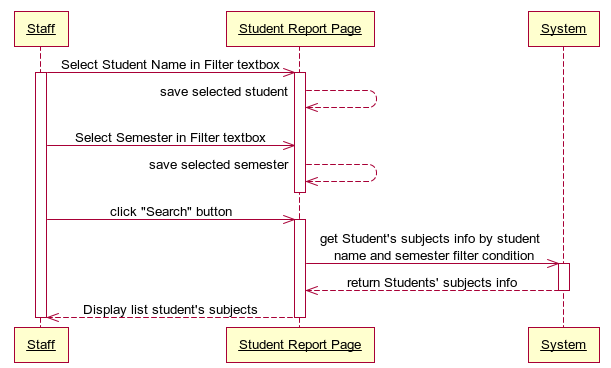 Staff
Student Report Page
System
Select Student Name in Filter textbox
save selected student
Select Semester in Filter textbox
save selected semester
click "Search" button
get Student's subjects info by student
name and semester filter condition
return Students' subjects info
Display list student's subjects
Staff
Student Report Page
System